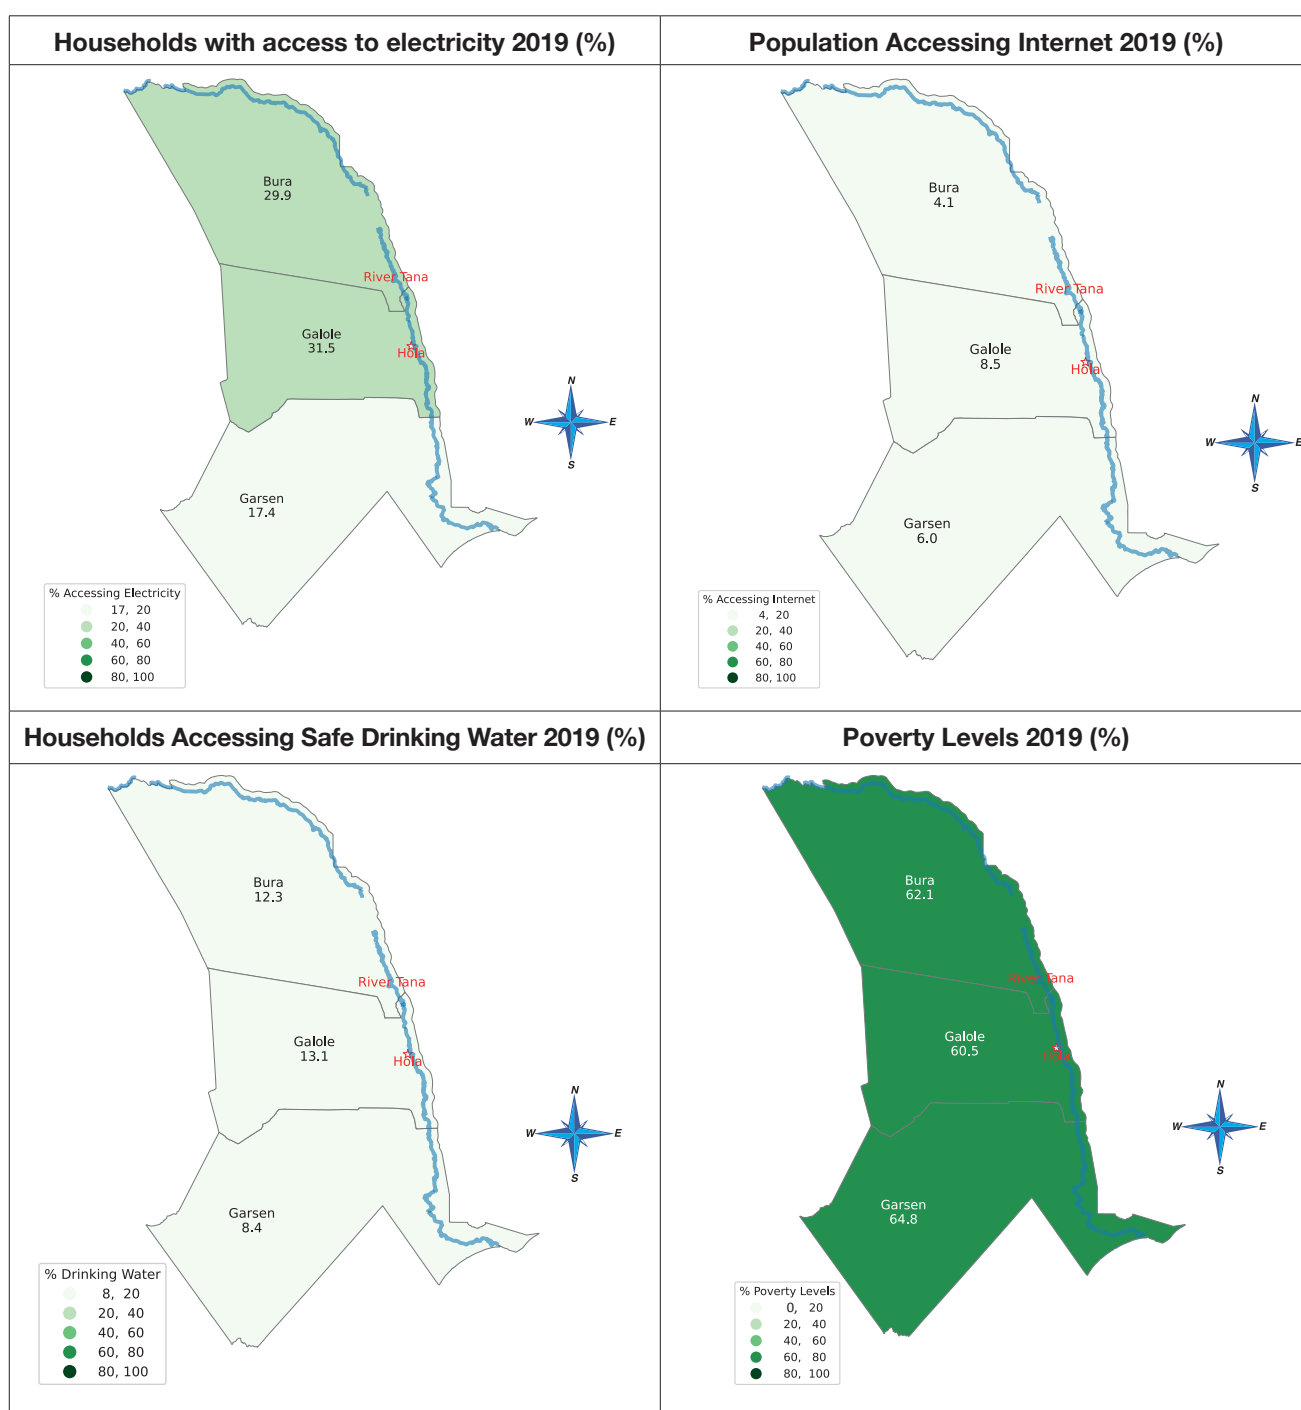 Households with access to electricity 2019 (%)
Bura
29.9
River Tana
Galole
31.5
Hola
N
W
E
S
Garsen
17.4
% Accessing Electricity
17, 20
20, 40
40, 60
60, 80
80, 100
Population Accessing Internet 2019 (%)
Bura
4.1
River Tana
Galole
8.5
Hola
N
W
E
S
Garsen
6.0
% Accessing Internet
4, 20
20, 40
40, 60
60, 80
80, 100
Households Accessing Safe Drinking Water 2019 (%)
Bura
12.3
River Tana
Galole
13.1
Hola
N
W
E
S
Garsen
8.4
% Drinking Water
8, 20
20, 40
40, 60
60, 80
80, 100
Poverty Levels 2019 (%)
Bura
62.1
River Tana
Galole
60.5
Hola
N
W
E
S
Garsen
64.8
% Poverty Levels
0, 20
20, 40
40, 60
60, 80
80, 100